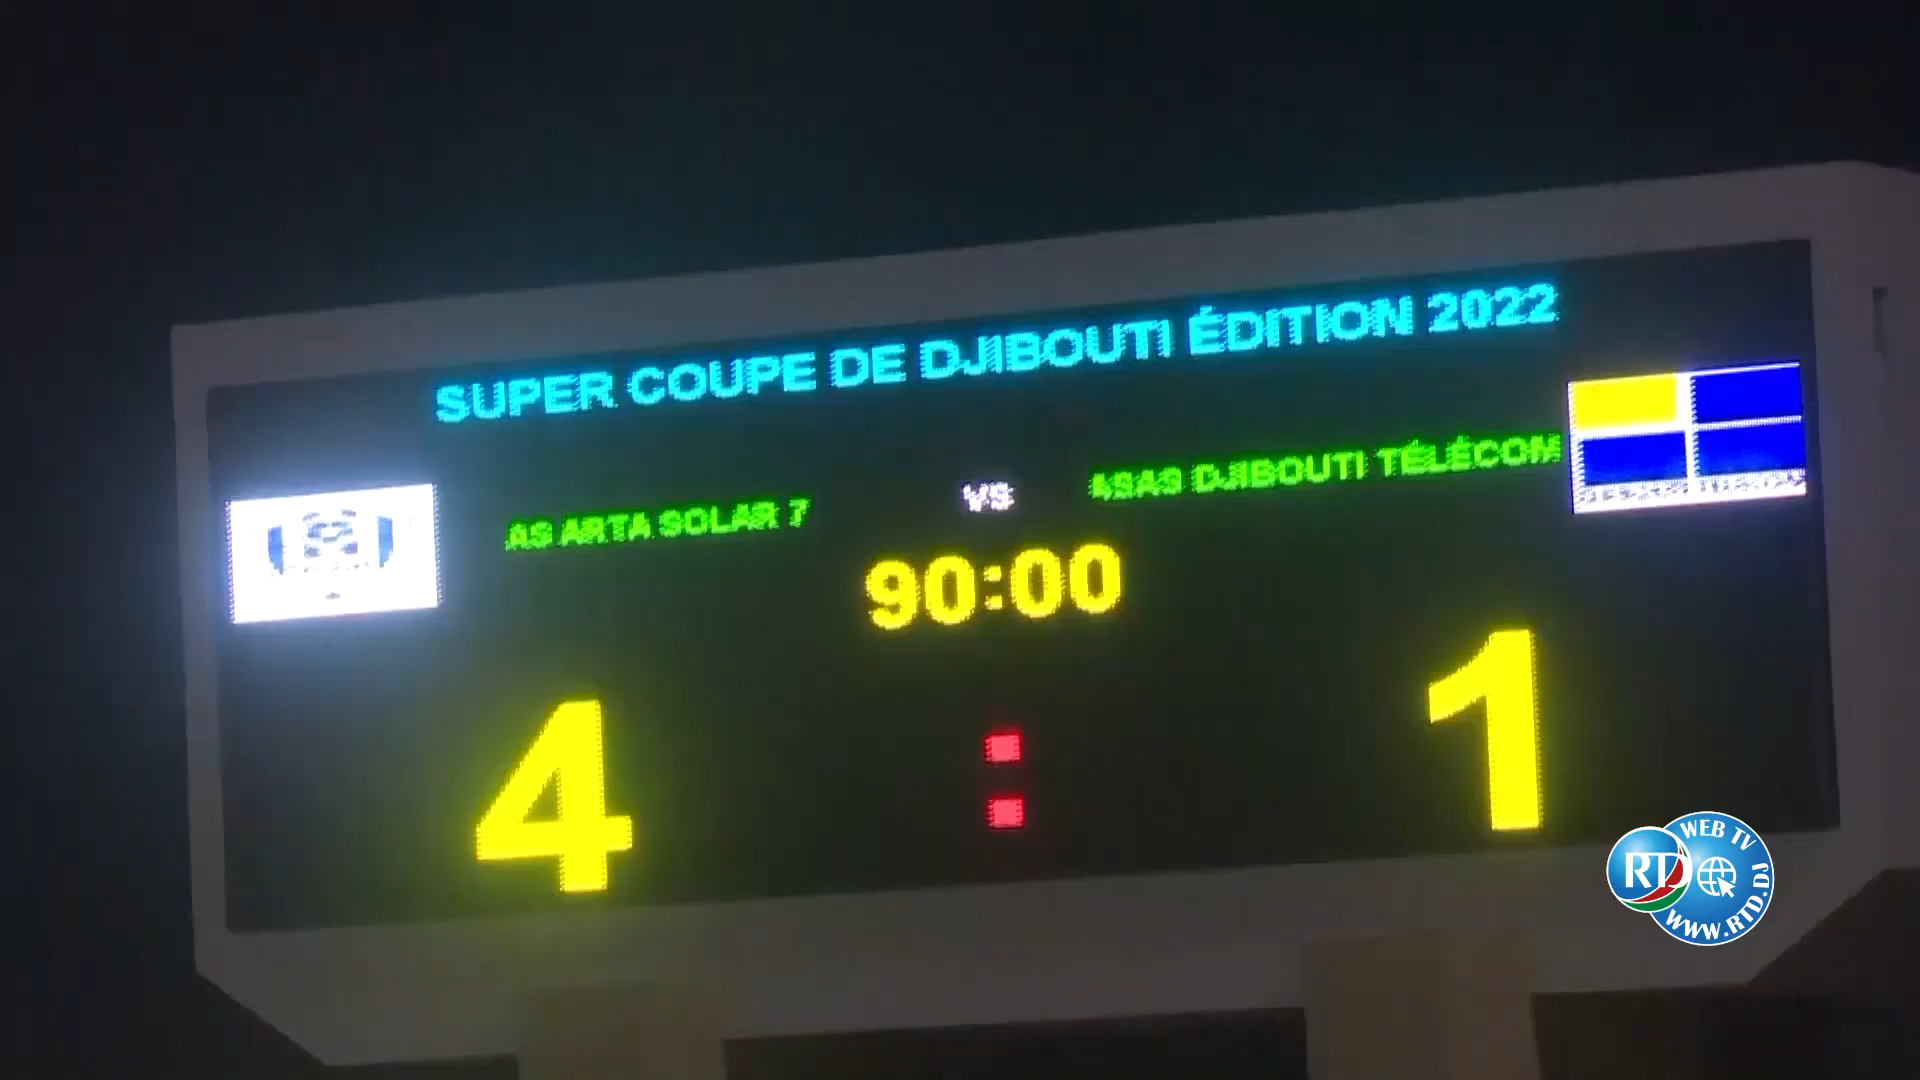 SUPER COUPE DE DJIBOUTI ÉDITION 2022
AS ARTA SOLAR 7
VS
ASAS DJIBOUTI TÉLÉCOM
90:00
4 : 1
RTD
WEB TV
WWW.RTD.DJ